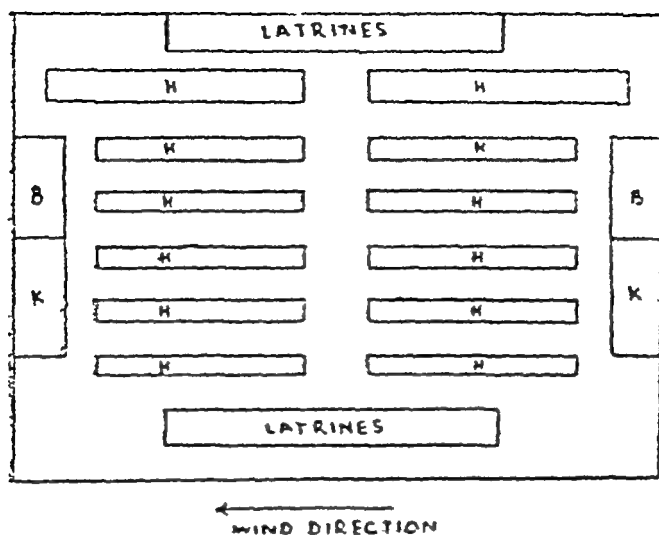 LATRINES
H H
H H
B H H B
H H
K H H K
H H
LATRINES
WIND DIRECTION